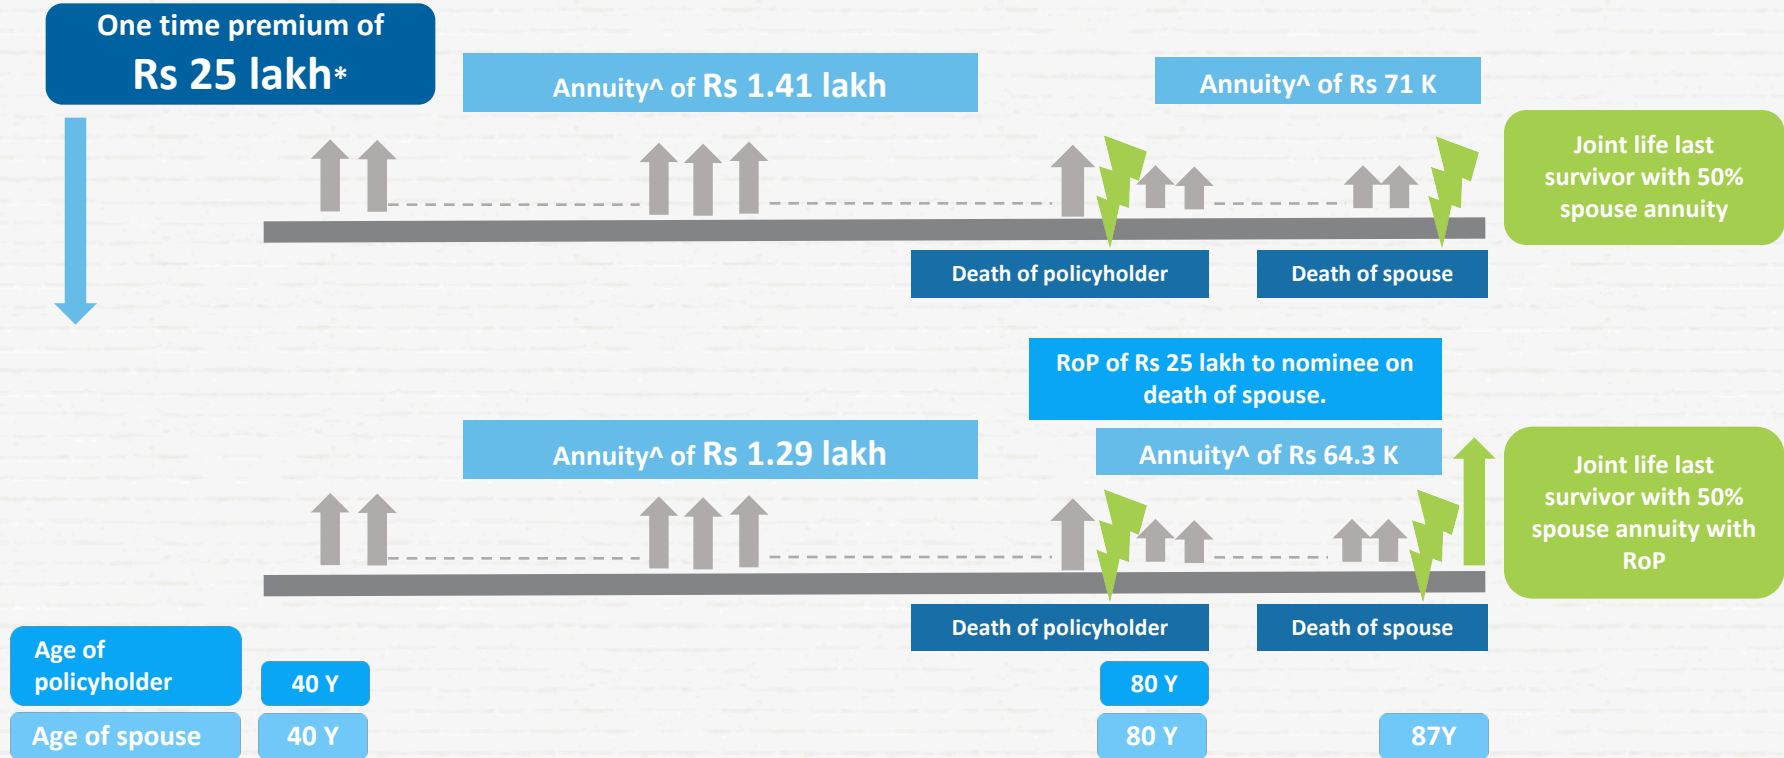 One time premium of
Rs 25 lakh*
Annuity^ of Rs 1.41 lakh
Annuity^ of Rs 71 K
Joint life last
survivor with 50%
spouse annuity
Death of policyholder
Death of spouse
RoP of Rs 25 lakh to nominee on
death of spouse.
Annuity^ of Rs 1.29 lakh
Annuity^ of Rs 64.3 K
Joint life last
survivor with 50%
spouse annuity with
RoP
Death of policyholder
Death of spouse
Age of
policyholder
40 Y
80 Y
Age of spouse
40 Y
80 Y
87Y